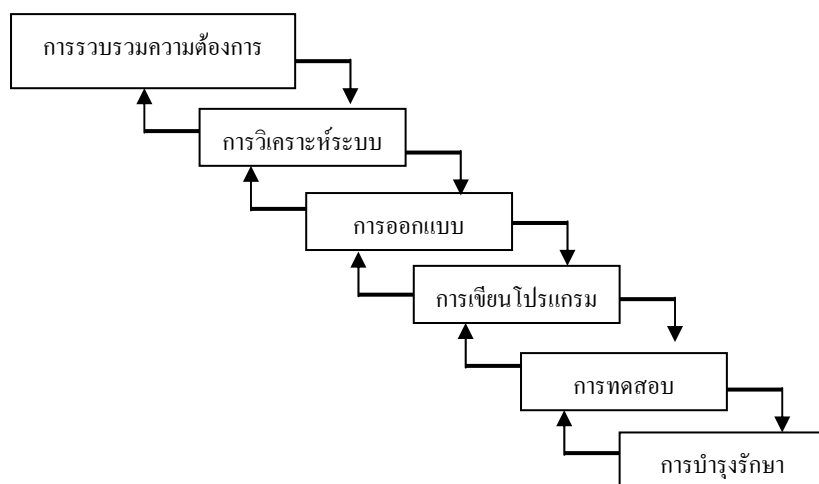 การรวบรวมความต้องการ
การวิเคราะห์ระบบ
การออกแบบ
การเขียนโปรแกรม
การทดสอบ
การบำรุงรักษา